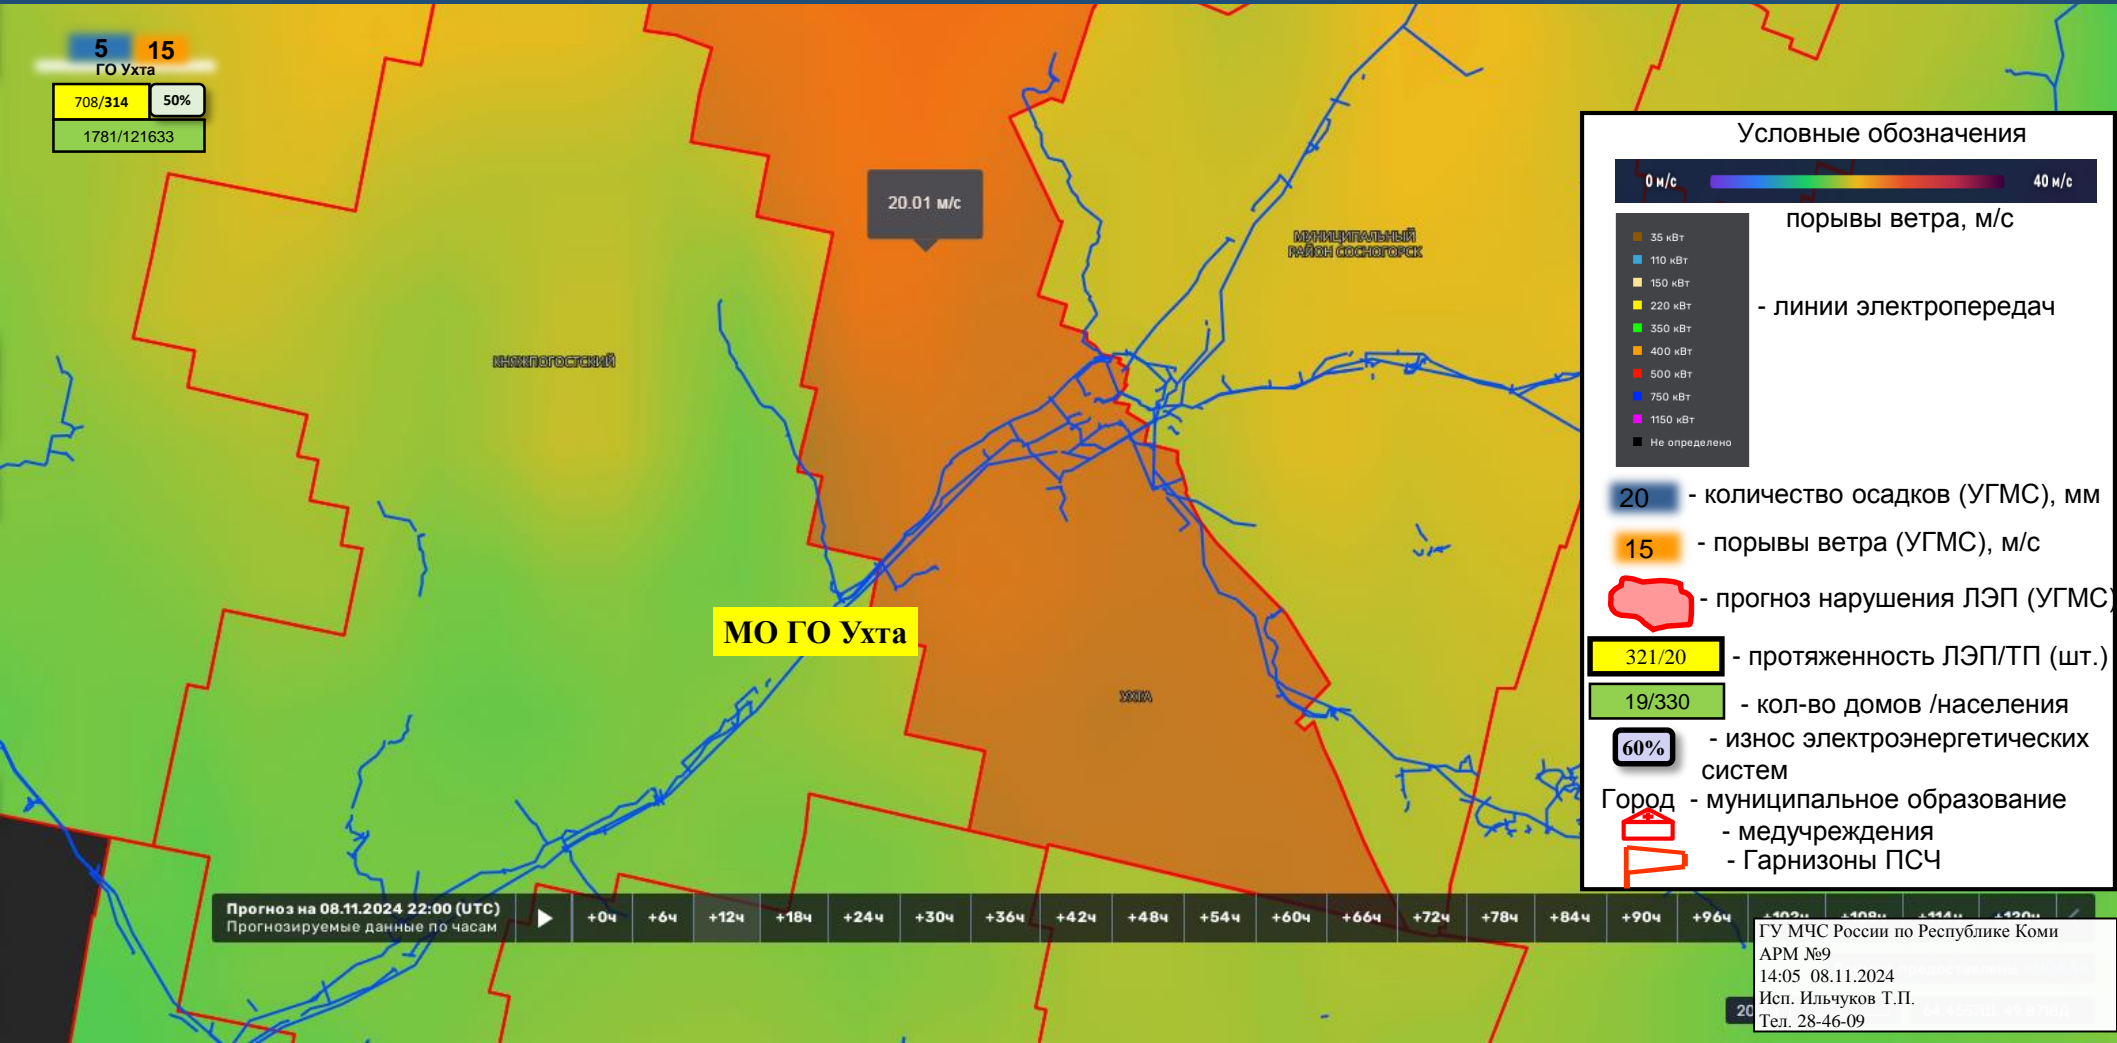 5 15
ГО Ухта
708/314 50%
1781/121633
20.01 м/с
МУНИЦИПАЛЬНЫЙ
РАЙОН СОСНОГОРСК
КНЯЖПОГОСТСКИЙ
МО ГО Ухта
УХТА
Условные обозначения
0 м/с 40 м/с
порывы ветра, м/с
35 кВт
110 кВт
150 кВт
220 кВт
350 кВт
400 кВт
500 кВт
750 кВт
1150 кВт
Не определено
- линии электропередач
20 - количество осадков (УГМС), мм
15 - порывы ветра (УГМС), м/с
- прогноз нарушения ЛЭП (УГМС)
321/20 - протяженность ЛЭП/ТП (шт.)
19/330 - кол-во домов /населения
60% - износ электроэнергетических
систем
Город - муниципальное образование
- медучреждения
- Гарнизоны ПСЧ
Прогноз на 08.11.2024 22:00 (UTC)
Прогнозируемые данные по часам
+0ч +6ч +12ч +18ч +24ч +30ч +36ч +42ч +48ч +54ч +60ч +66ч +72ч +78ч +84ч +90ч +96ч +102ч +108ч +114ч +120ч
ГУ МЧС России по Республике Коми
АРМ №9
14:05 08.11.2024
Исп. Ильчуков Т.П.
Тел. 28-46-09
20